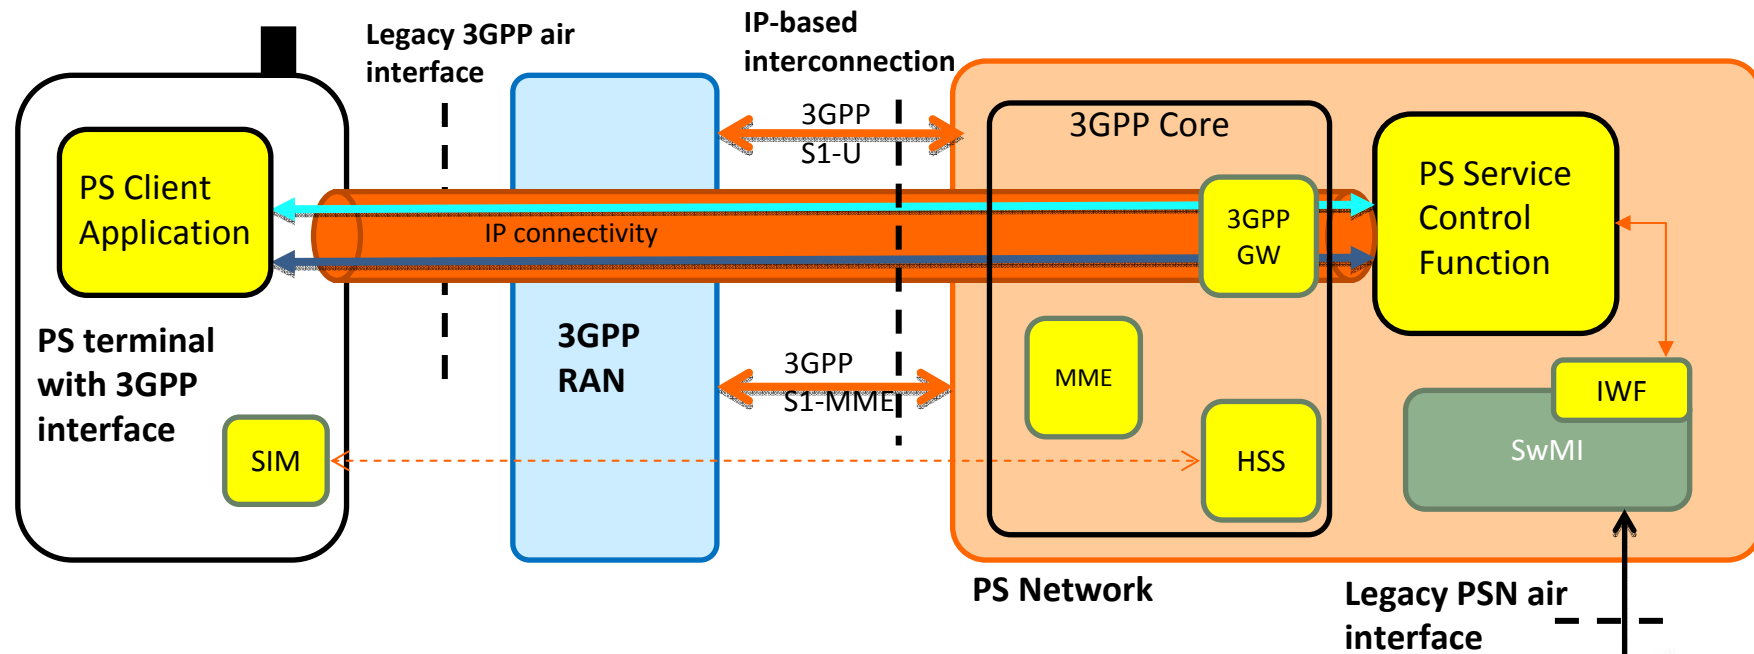 Legacy 3GPP air
interface
IP-based
interconnection
3GPP
S1-U
3GPP Core
PS Client
Application
IP connectivity
3GPP
GW
PS Service
Control
Function
PS terminal
with 3GPP
interface
3GPP
RAN
3GPP
S1-MME
MME
IWF
SIM
HSS
SwMI
PS Network
Legacy PSN air
interface